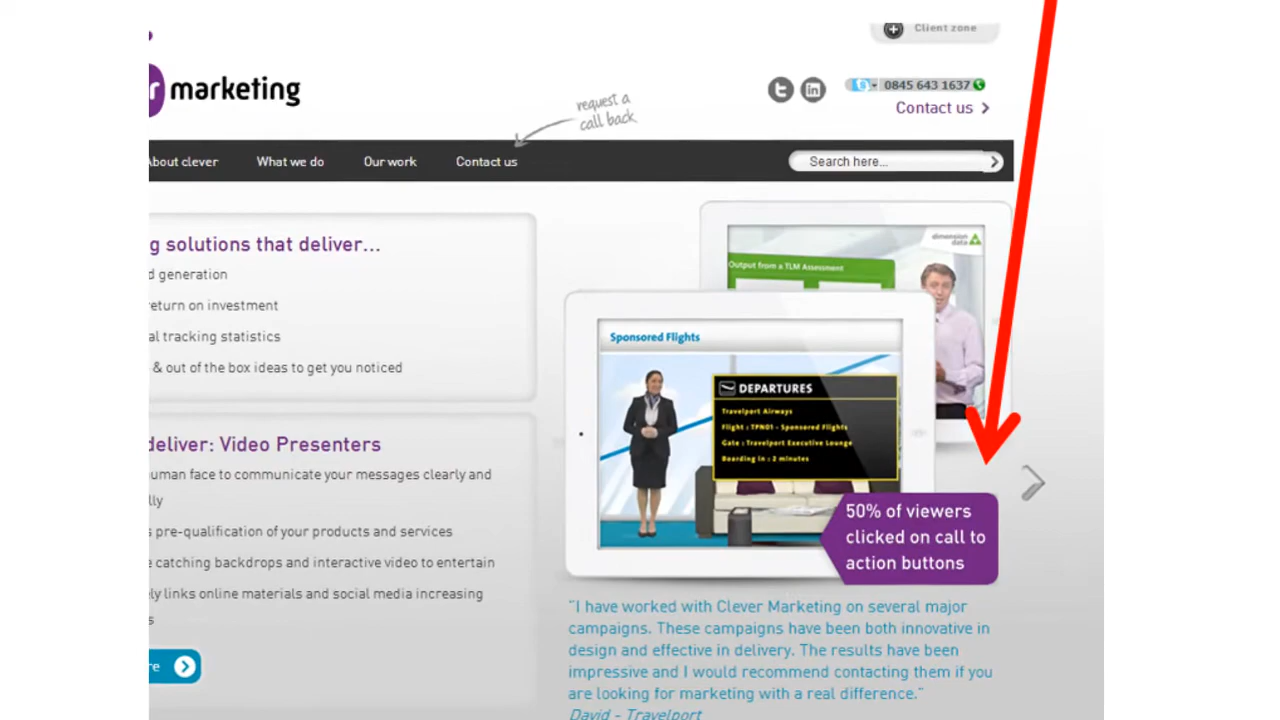 Client zone
marketing
0845 643 1637
Contact us
request a
call back
About clever
What we do
Our work
Contact us
Search here...
g solutions that deliver...
d generation
return on investment
al tracking statistics
& out of the box ideas to get you noticed
deliver: Video Presenters
human face to communicate your messages clearly and
lly
s pre-qualification of your products and services
e catching backdrops and interactive video to entertain
ely links online materials and social media increasing
s
re
dimension
data
Output from a TLM Assessment
Sponsored Flights
DEPARTURES
Travelport Airways
Flight : TPN01 - Sponsored Flights
Gate : Travelport Executive Lounge
Boarding in : 2 minutes
50% of viewers
clicked on call to
action buttons
"I have worked with Clever Marketing on several major
campaigns. These campaigns have been both innovative in
design and effective in delivery. The results have been
impressive and I would recommend contacting them if you
are looking for marketing with a real difference."
David - Travelport